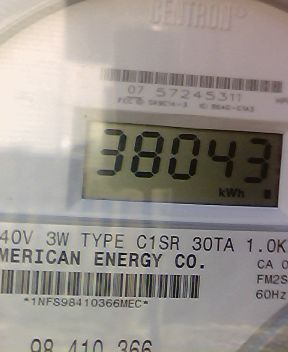 CENTRON®
07 57245311
38043
kWh
40V 3W TYPE C1SR 30TA 1.0K
MERICAN ENERGY CO.
CA 0
FM2S
60Hz
*1NFS98410366MEC*
98 410 366